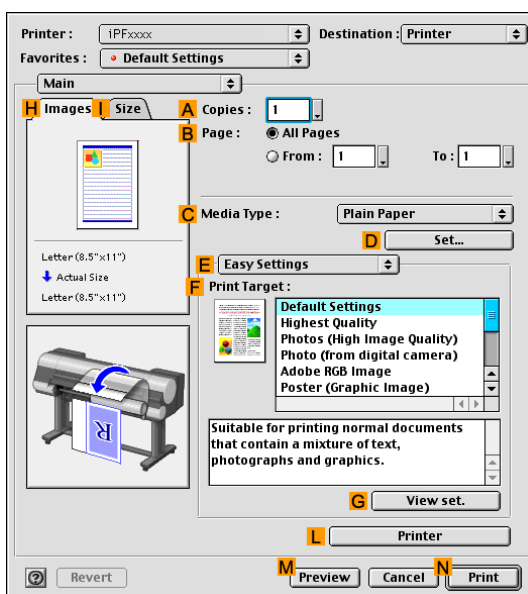 Printer : iPFxxxx Destination : Printer
Favorites : Default Settings
Main
H Images I Size
A Copies : 1
B Page : All Pages
From : 1 To : 1
C Media Type : Plain Paper
D Set...
Letter (8.5"x11")
Actual Size
Letter (8.5"x11")
E Easy Settings
F Print Target :
Default Settings
Highest Quality
Photos (High Image Quality)
Photo (from digital camera)
Adobe RGB Image
Poster (Graphic Image)
R
Suitable for printing normal documents
that contain a mixture of text,
photographs and graphics.
G View set.
L Printer
? Revert M Preview Cancel N Print